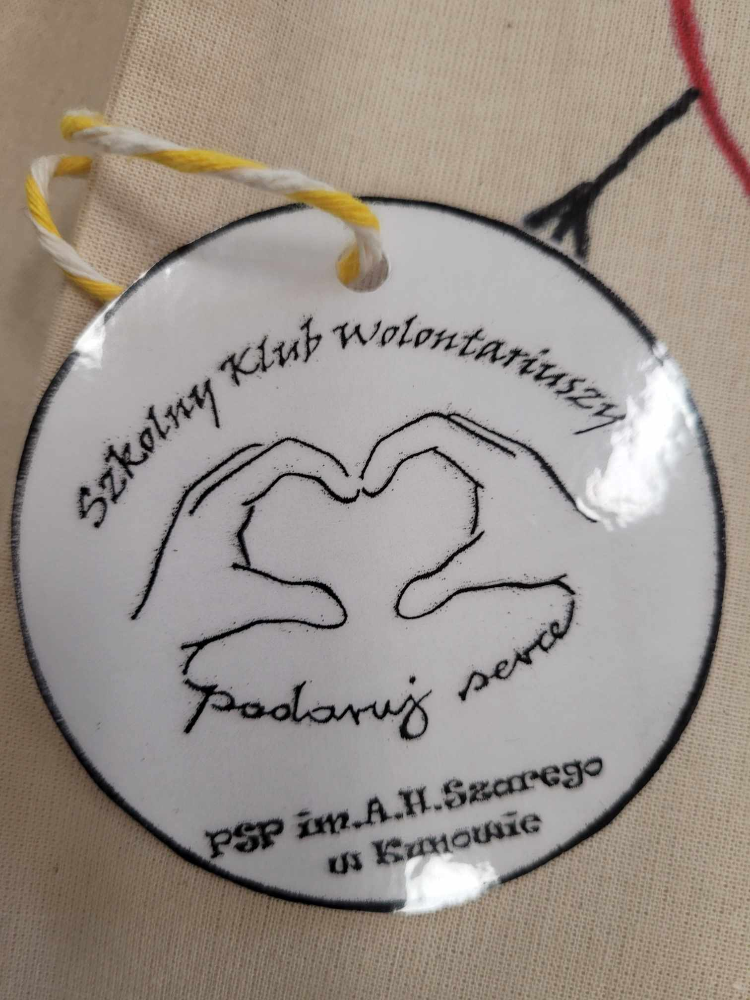 Szkolny Klub Wolontariuszy
Podaruj serce
PSP im.A.H.Szarego
w Kunowie